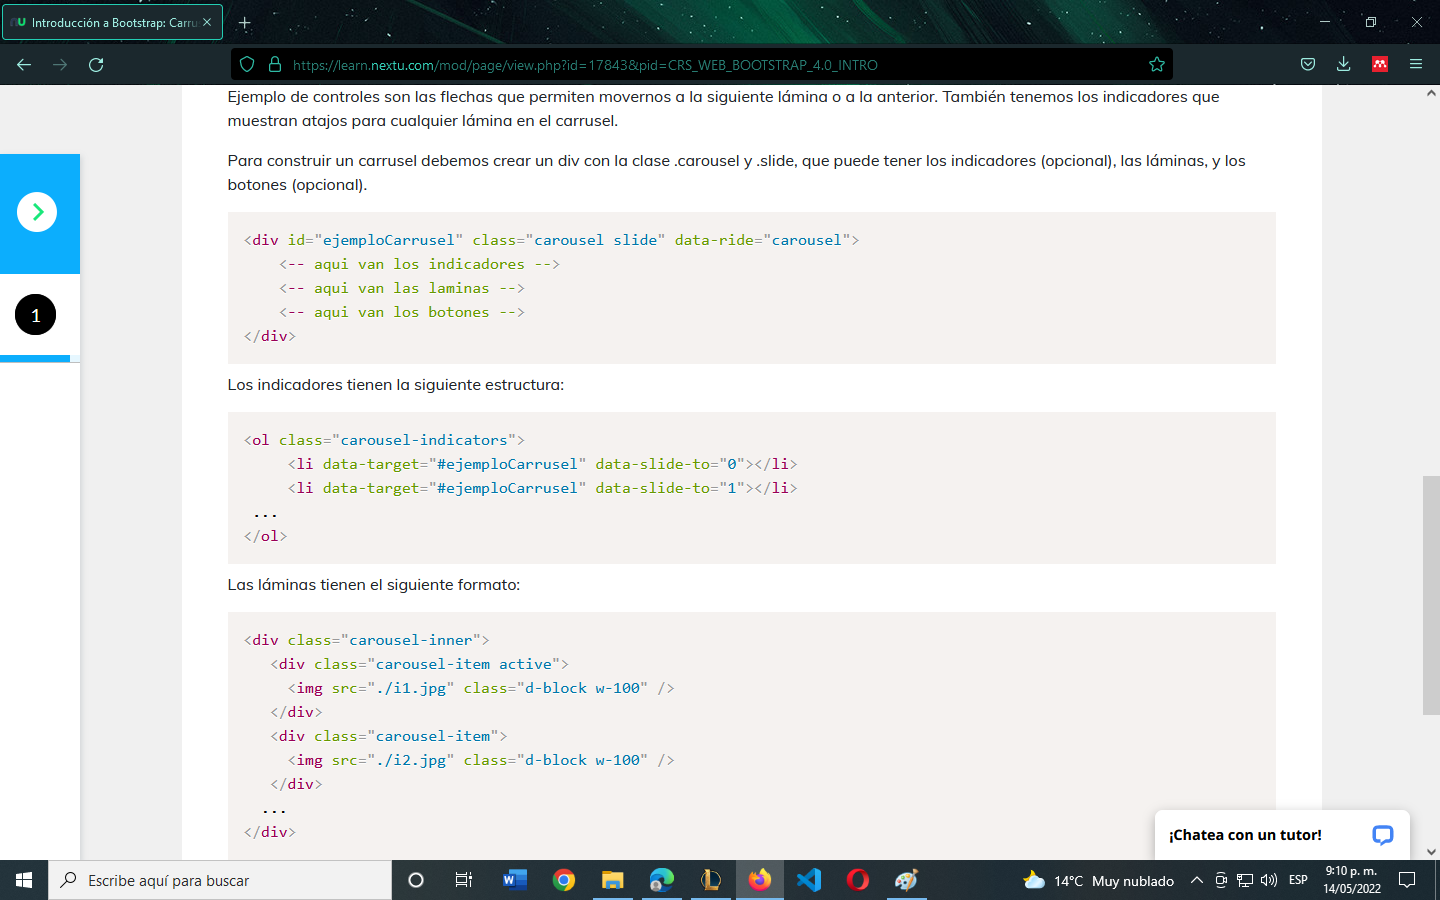 Introducción a Bootstrap: Carru
https://learn.nextu.com/mod/page/view.php?id=17843&pid=CRS_WEB_BOOTSTRAP_4.0_INTRO
Ejemplo de controles son las flechas que permiten movernos a la siguiente lámina o a la anterior. También tenemos los indicadores que
muestran atajos para cualquier lámina en el carrusel.
Para construir un carrusel debemos crear un div con la clase .carousel y .slide, que puede tener los indicadores (opcional), las láminas, y los
botones (opcional).
<div id="ejemploCarrusel" class="carousel slide" data-ride="carousel">
    <-- aqui van los indicadores -->
    <-- aqui van las laminas -->
    <-- aqui van los botones -->
</div>
1
Los indicadores tienen la siguiente estructura:
<ol class="carousel-indicators">
     <li data-target="#ejemploCarrusel" data-slide-to="0"></li>
     <li data-target="#ejemploCarrusel" data-slide-to="1"></li>
 ...
</ol>
Las láminas tienen el siguiente formato:
<div class="carousel-inner">
   <div class="carousel-item active">
     <img src="./i1.jpg" class="d-block w-100" />
   </div>
   <div class="carousel-item">
     <img src="./i2.jpg" class="d-block w-100" />
   </div>
  ...
</div>
¡Chatea con un tutor!
Escribe aquí para buscar
14°C Muy nublado
ESP
9:10 p. m.
14/05/2022